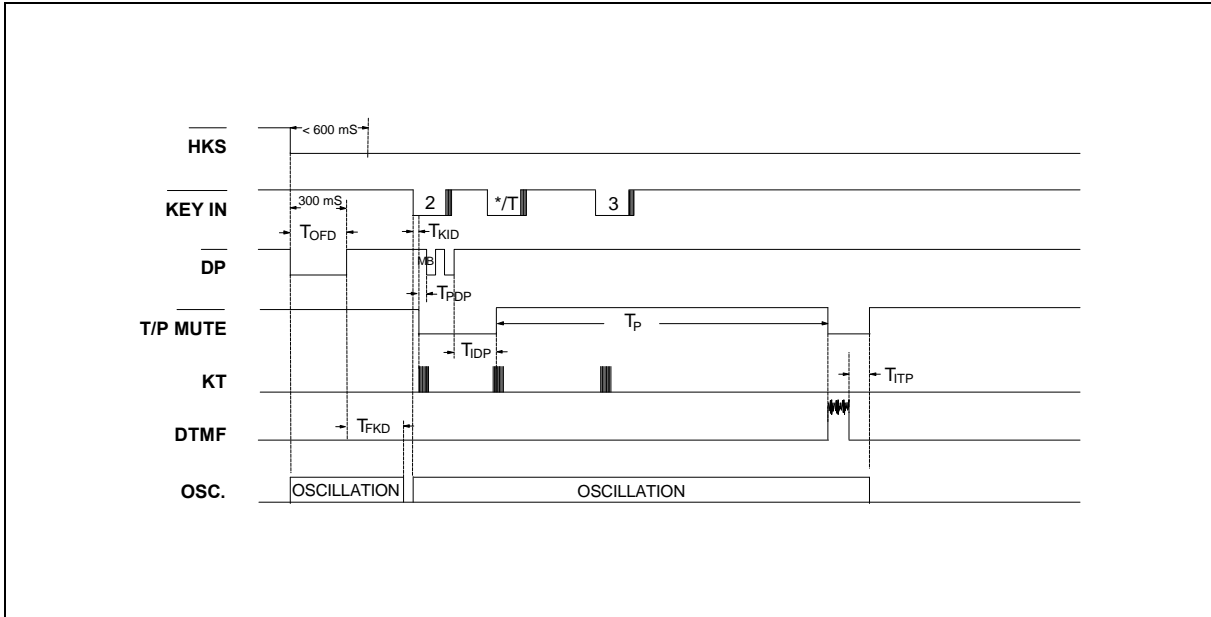 < 600 mS
HKS
KEY IN
2
*/T
3
300 mS
TOFD
TKID
DP
MB
TPDP
T/P MUTE
TP
TIDP
KT
TITP
DTMF
TFKD
OSC.
OSCILLATION
OSCILLATION